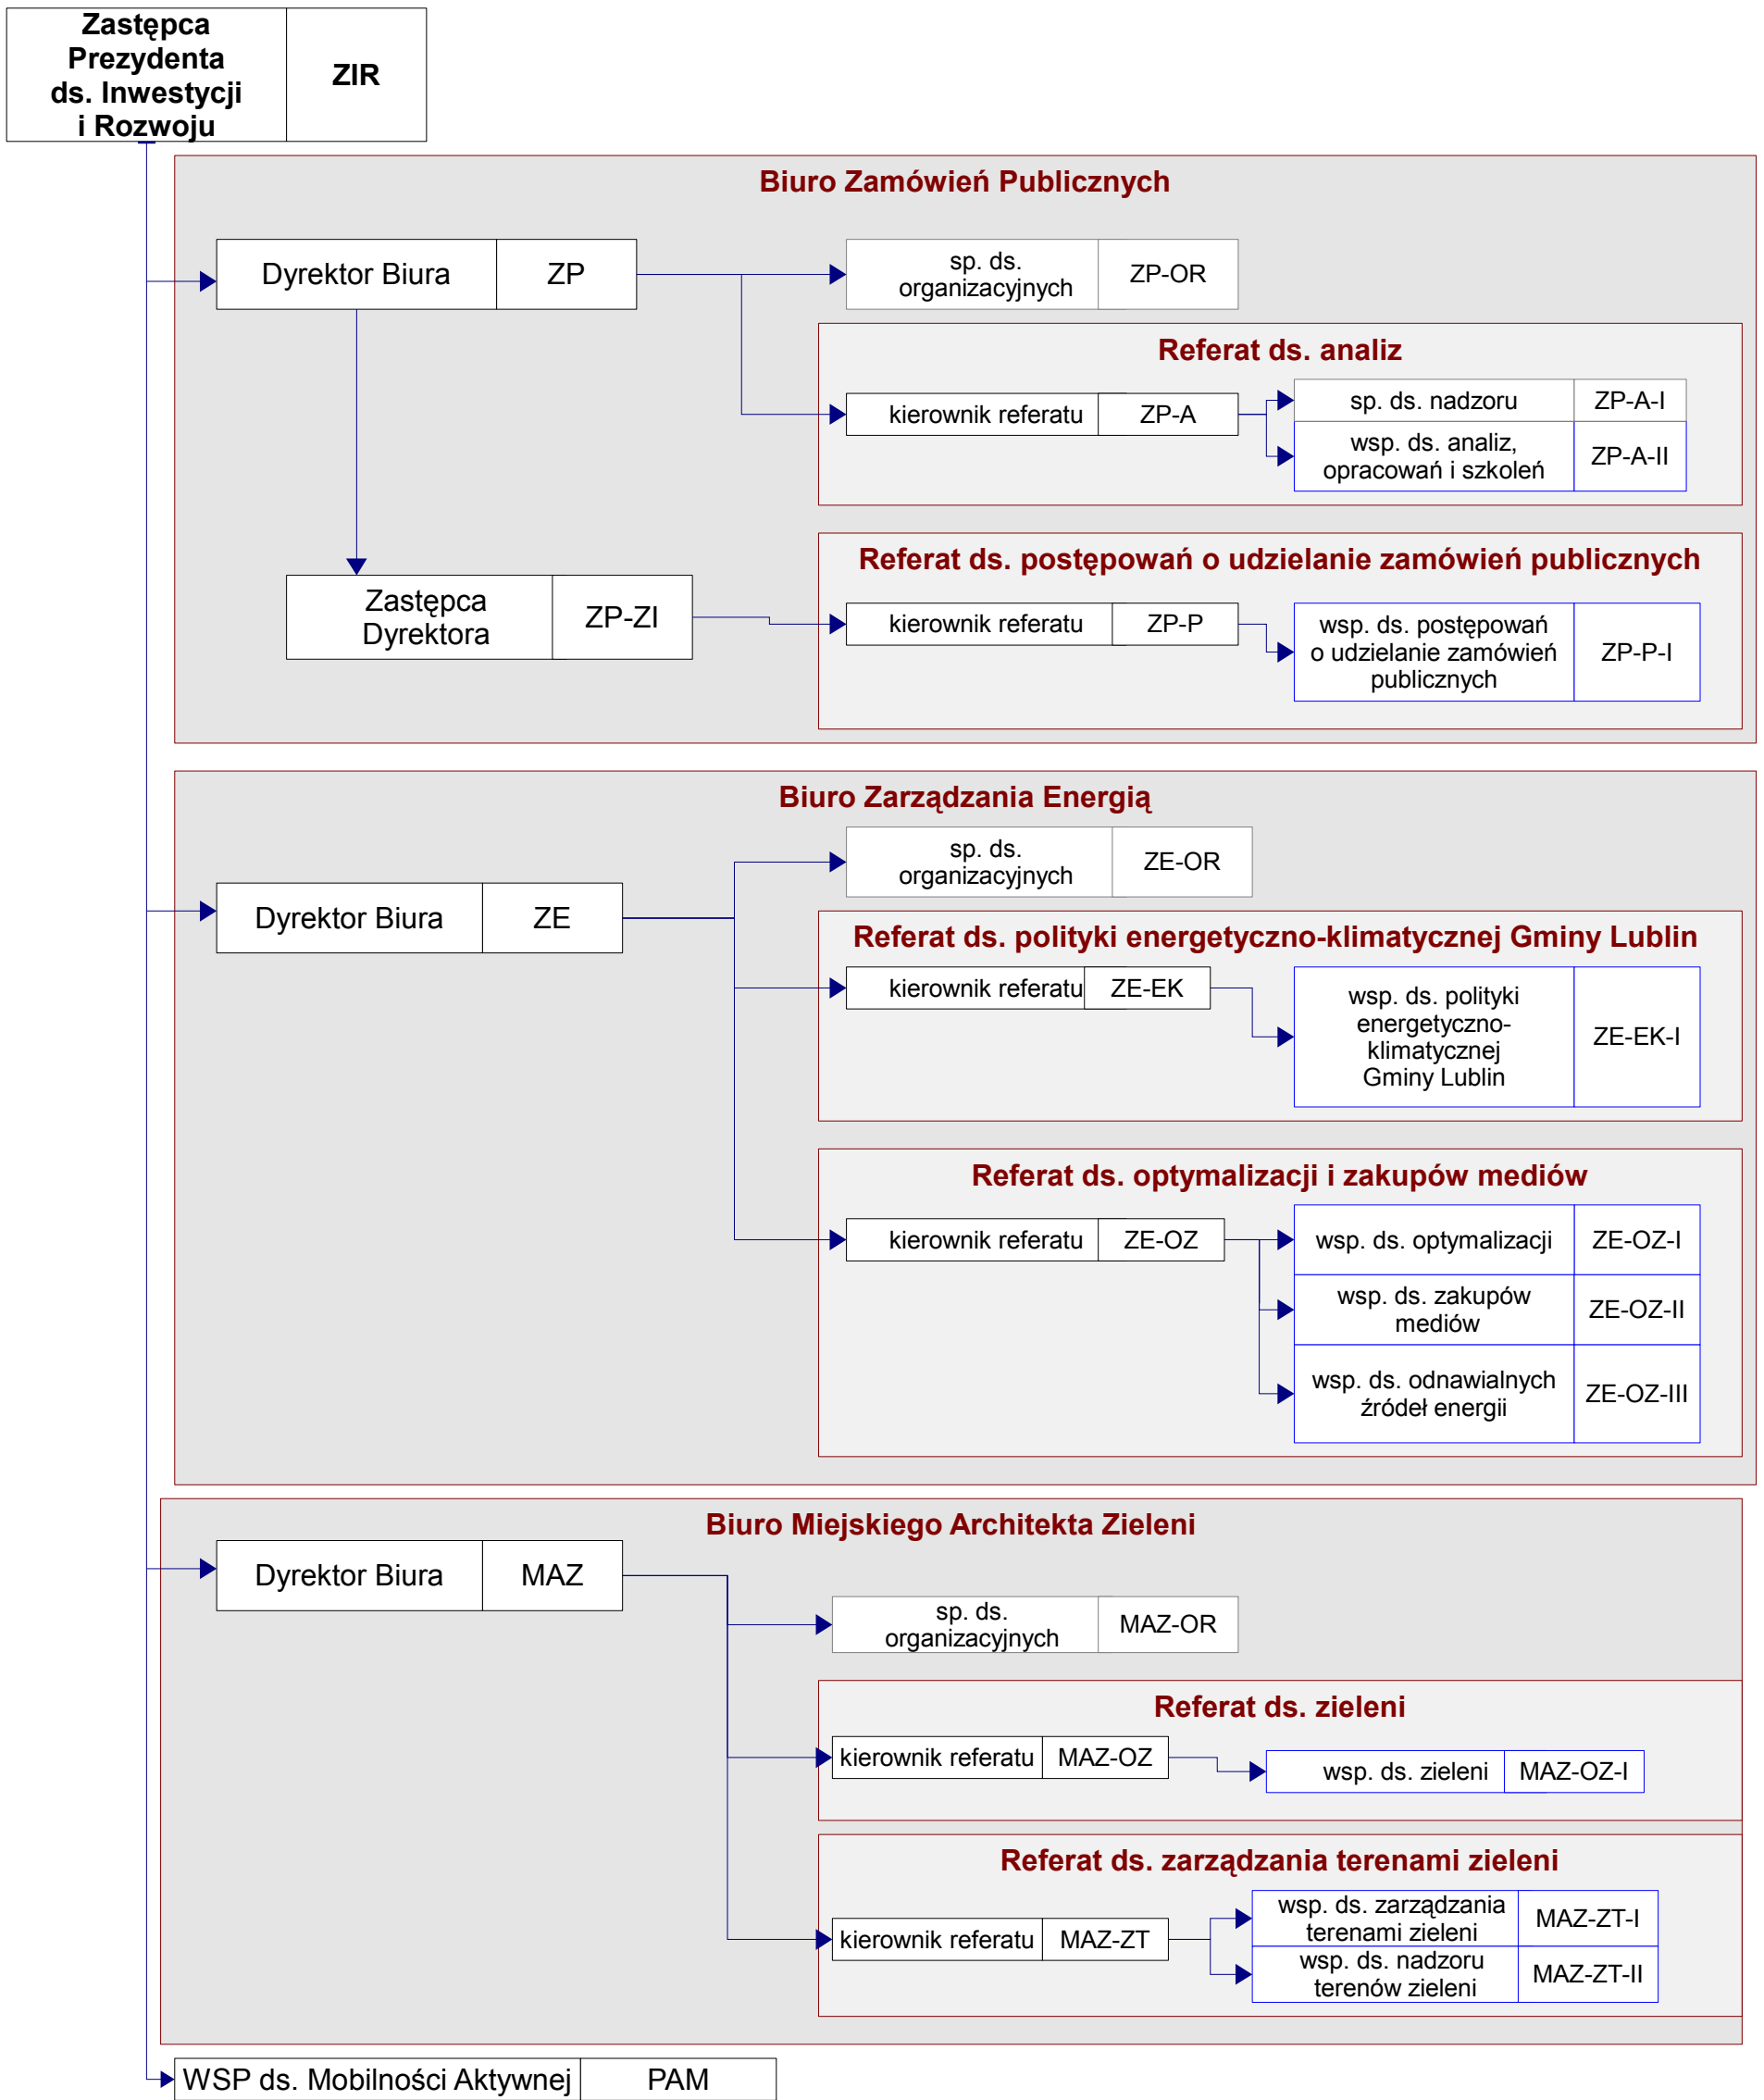 Zastępca
Prezydenta
ds. Inwestycji
i Rozwoju
ZIR
Biuro Zamówień Publicznych
Dyrektor Biura
ZP
sp. ds.
organizacyjnych
ZP-OR
Referat ds. analiz
kierownik referatu
ZP-A
sp. ds. nadzoru
ZP-A-I
wsp. ds. analiz,
opracowań i szkoleń
ZP-A-II
Zastępca
Dyrektora
ZP-ZI
Referat ds. postępowań o udzielanie zamówień publicznych
kierownik referatu
ZP-P
wsp. ds. postępowań
o udzielanie zamówień
publicznych
ZP-P-I
Biuro Zarządzania Energią
Dyrektor Biura
ZE
sp. ds.
organizacyjnych
ZE-OR
Referat ds. polityki energetyczno-klimatycznej Gminy Lublin
kierownik referatu
ZE-EK
wsp. ds. polityki
energetyczno-
klimatycznej
Gminy Lublin
ZE-EK-I
Referat ds. optymalizacji i zakupów mediów
kierownik referatu
ZE-OZ
wsp. ds. optymalizacji
ZE-OZ-I
wsp. ds. zakupów
mediów
ZE-OZ-II
wsp. ds. odnawialnych
źródeł energii
ZE-OZ-III
Biuro Miejskiego Architekta Zieleni
Dyrektor Biura
MAZ
sp. ds.
organizacyjnych
MAZ-OR
Referat ds. zieleni
kierownik referatu
MAZ-OZ
wsp. ds. zieleni
MAZ-OZ-I
Referat ds. zarządzania terenami zieleni
kierownik referatu
MAZ-ZT
wsp. ds. zarządzania
terenami zieleni
MAZ-ZT-I
wsp. ds. nadzoru
terenów zieleni
MAZ-ZT-II
WSP ds. Mobilności Aktywnej
PAM